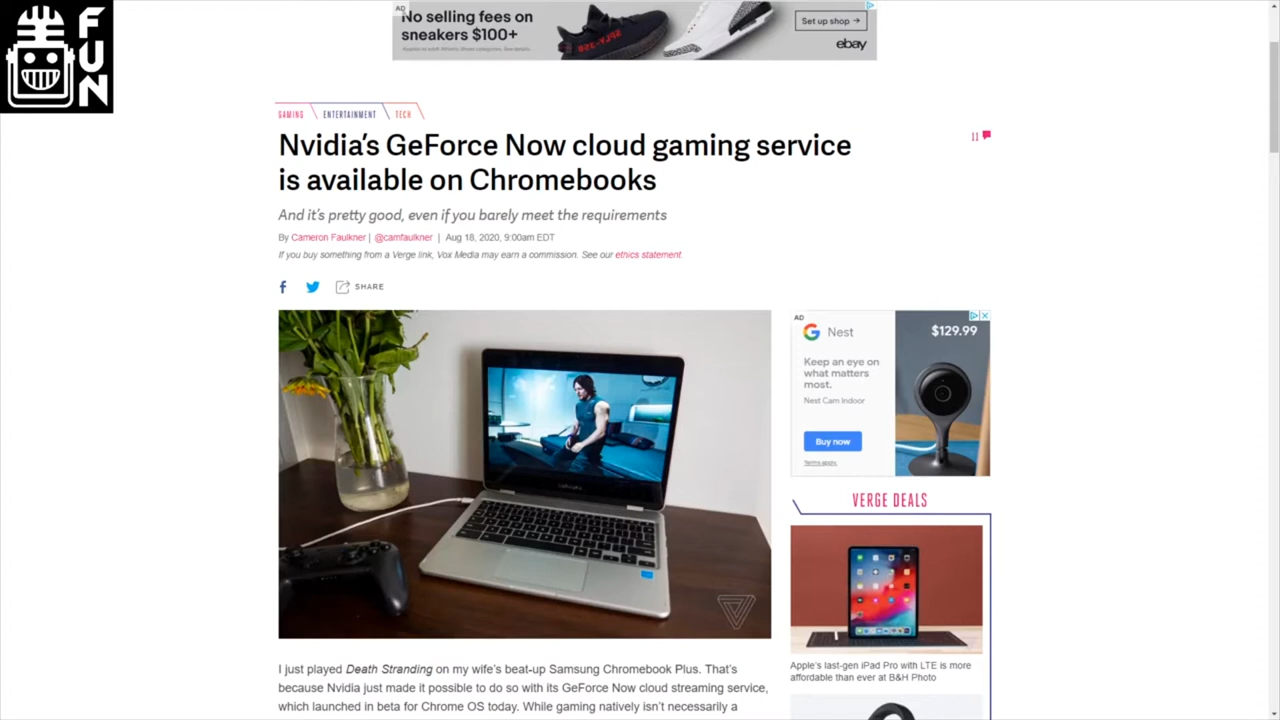 FUN
AD
No selling fees on
sneakers $100+
Set up shop →
ebay
GAMING
ENTERTAINMENT
TECH
Nvidia's GeForce Now cloud gaming service
is available on Chromebooks
11
And it's pretty good, even if you barely meet the requirements
By Cameron Faulkner | @camfaulkner | Aug 18, 2020, 9:00am EDT
If you buy something from a Verge link, Vox Media may earn a commission. See our ethics statement.
SHARE
AD
Nest
$129.99
Keep an eye on
what matters
most.
Nest Cam Indoor
Buy now
Terms apply.
VERGE DEALS
Apple's last-gen iPad Pro with LTE is more
affordable than ever at B&H Photo
I just played Death Stranding on my wife's beat-up Samsung Chromebook Plus. That's
because Nvidia just made it possible to do so with its GeForce Now cloud streaming service,
which launched in beta for Chrome OS today. While gaming natively isn't necessarily a